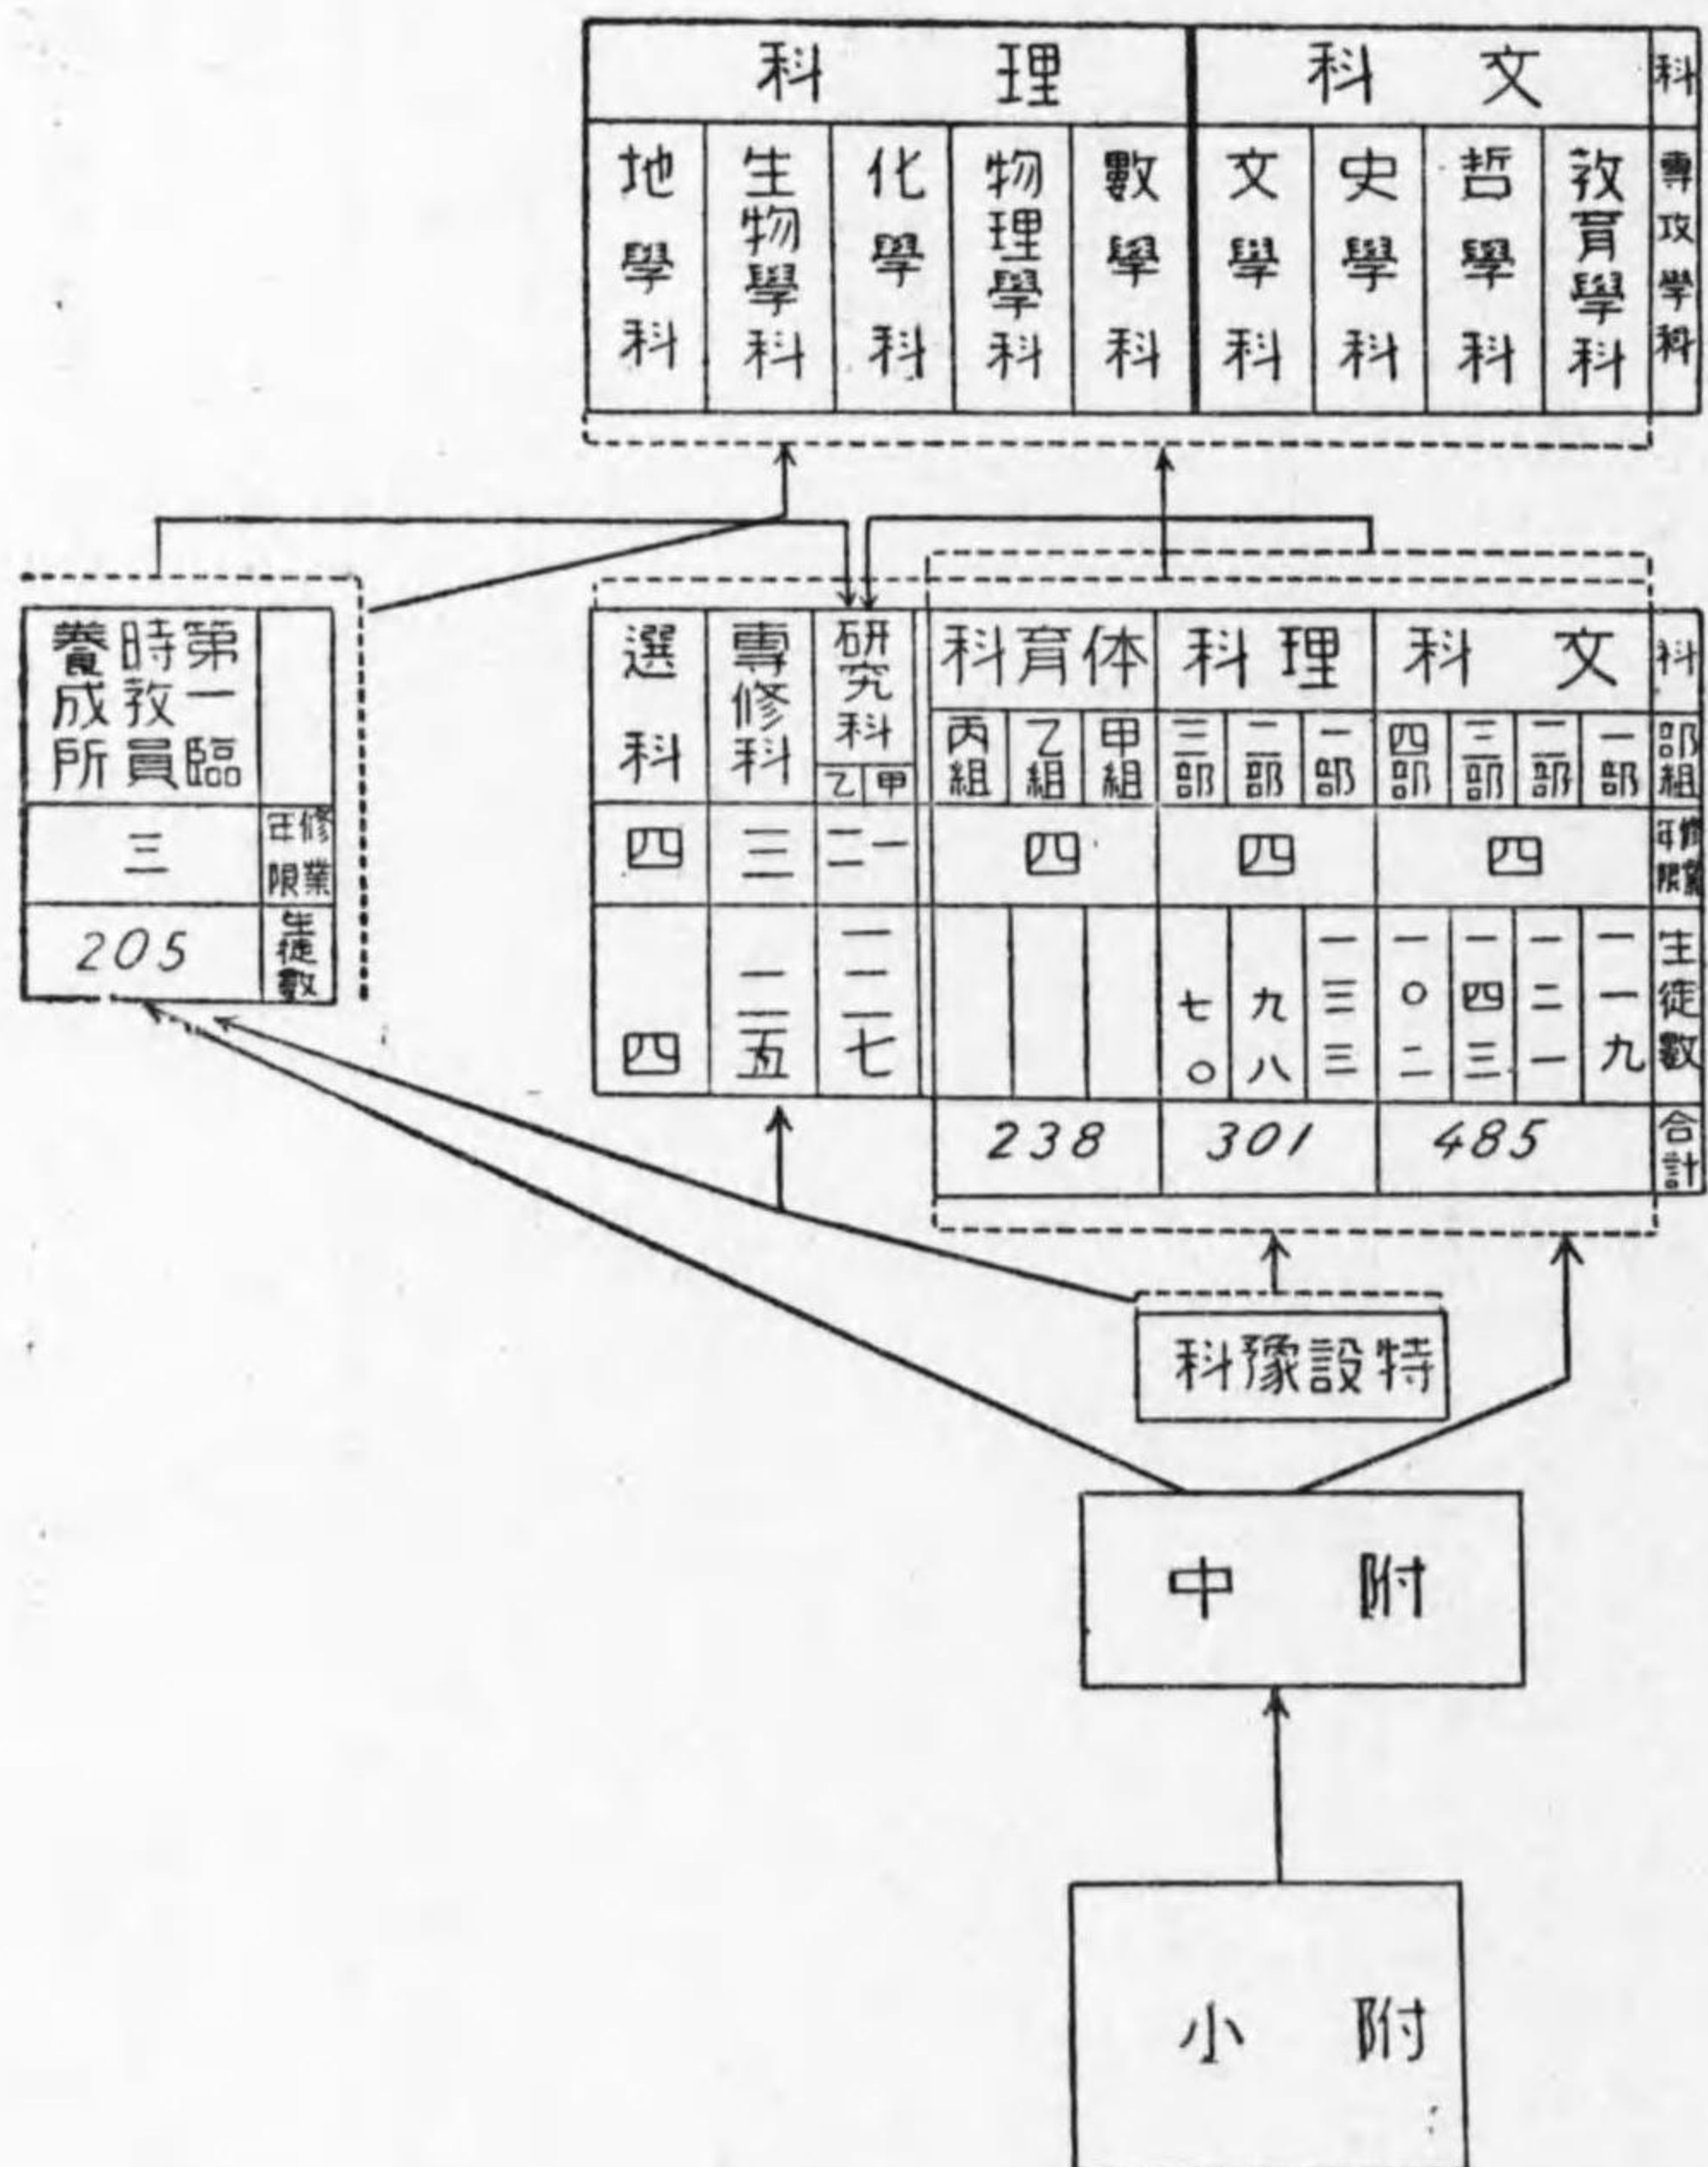 科 文科 理科
專攻學科
教育學科
哲學科
史學科
文學科
數學科
物理學科
化學科
生物學科
地學科
科 文科 理科 体育科
研究科
甲 乙
專修科
選科
部組 一部 二部 三部 四部 一部 二部 三部 甲組 乙組 丙組
修業年限 四 四 四 一 二 三 四
生徒數
一一九
一二一
一四三
一〇二
一三三
九八
七〇
四
合計 485 301 238
第一臨時教員養成所
修業年限 三
生徒數 205
特設豫科
附中
附小